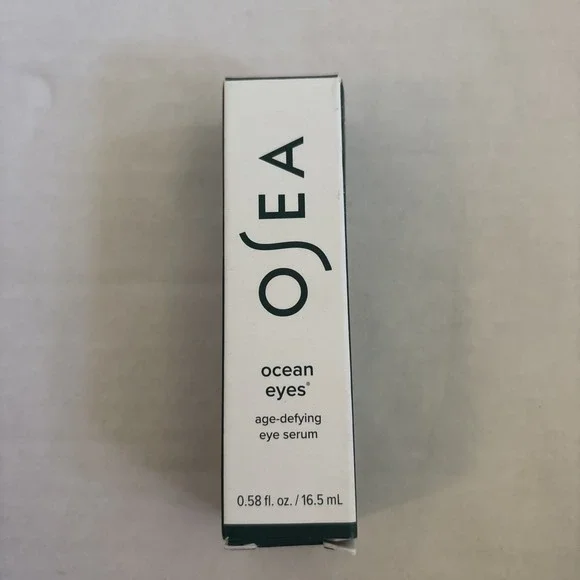 OSEA
ocean
eyes®
age-defying
eye serum
0.58 fl. oz. / 16.5 mL